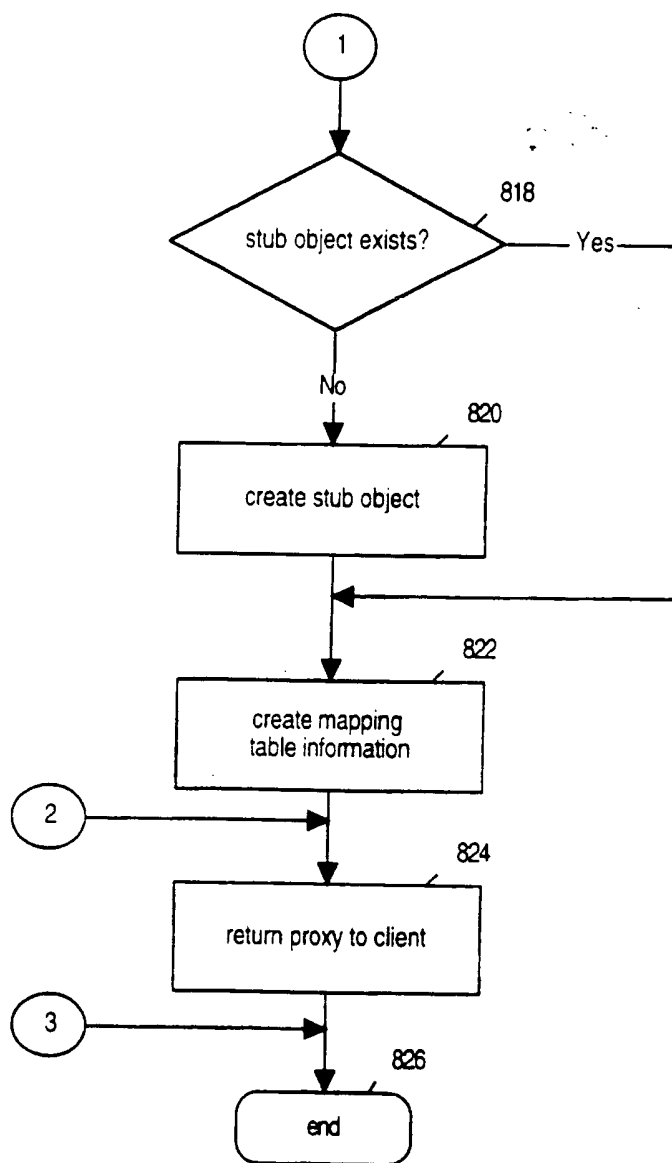 1
818
stub object exists?
Yes
No
820
create stub object
822
create mapping
table information
2
824
return proxy to client
3
826
end